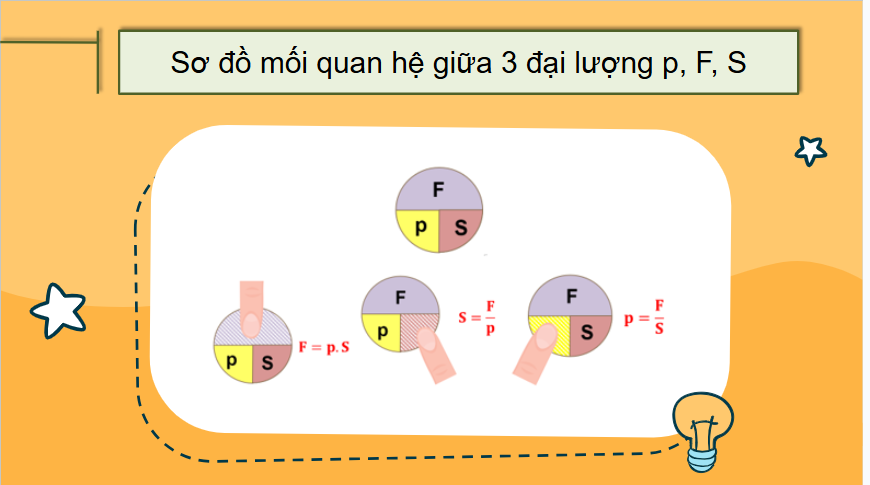 Sơ đồ mối quan hệ giữa 3 đại lượng p, F, S
F
p S
p S
F = p. S
F
p
S = F/p
F
S
p = F/S